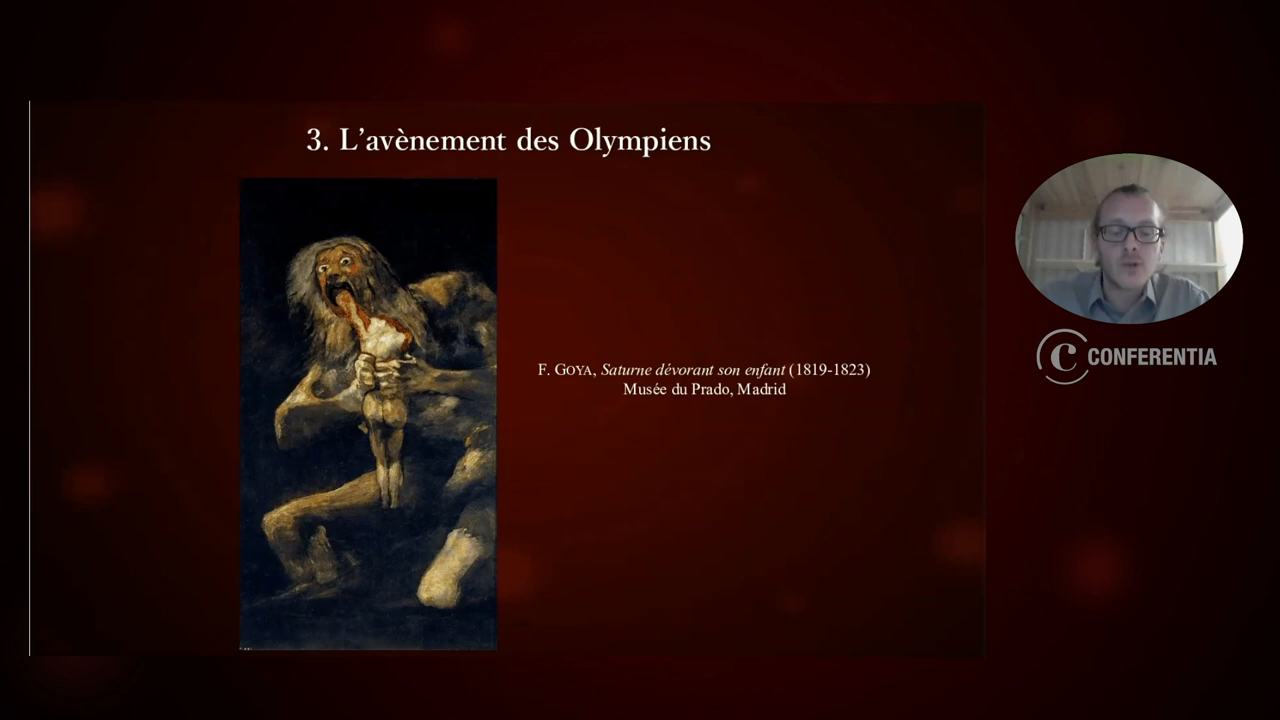 3. L'avènement des Olympiens
F. GOYA, Saturne dévorant son enfant (1819-1823)
Musée du Prado, Madrid
C CONFERENTIA